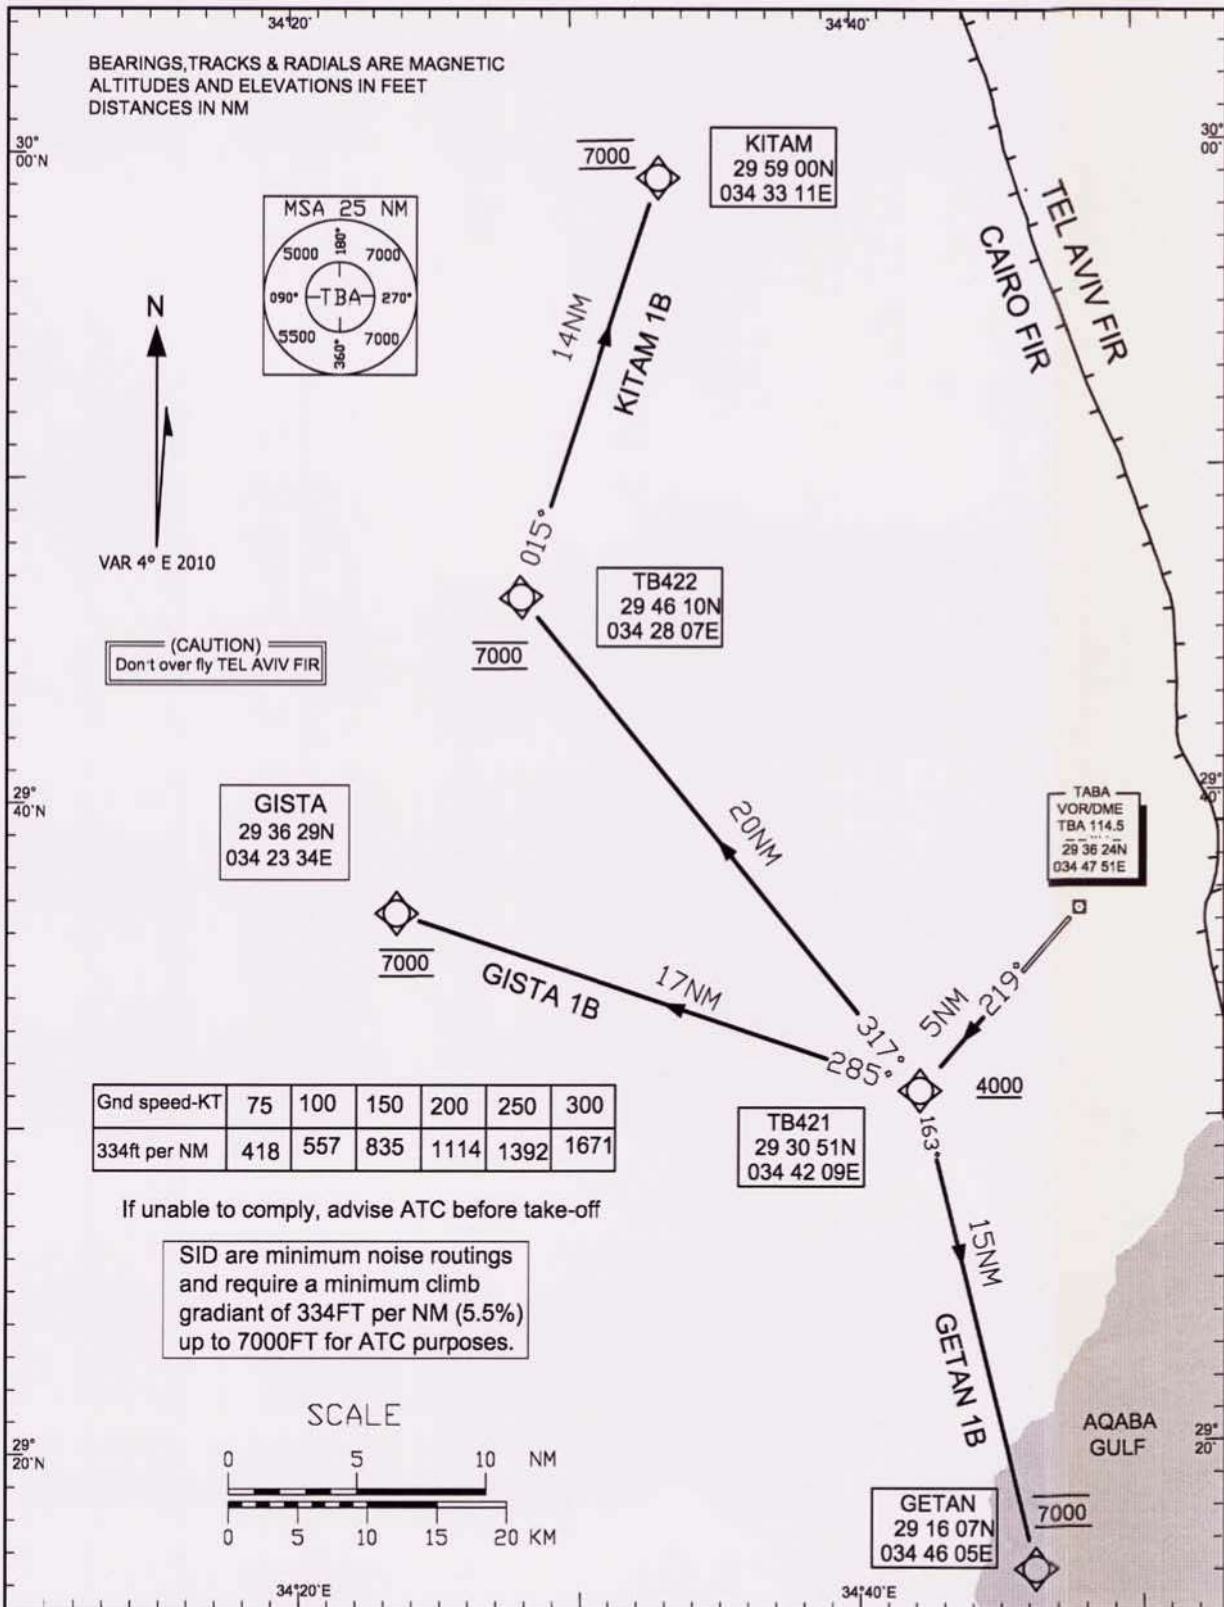 34°20'
34°40'
BEARINGS,TRACKS & RADIALS ARE MAGNETIC
ALTITUDES AND ELEVATIONS IN FEET
DISTANCES IN NM
30°
00'N
30°
00'
7000
KITAM
29 59 00N
034 33 11E
MSA 25 NM
5000
180°
7000
090°
TBA
270°
5500
360°
7000
N
VAR 4° E 2010
TEL AVIV FIR
CAIRO FIR
14NM
KITAM 1B
015°
TB422
29 46 10N
034 28 07E
7000
(CAUTION)
Don't over fly TEL AVIV FIR
29°
40'N
29°
40'
GISTA
29 36 29N
034 23 34E
20NM
TABA
VOR/DME
TBA 114.5
29 36 24N
034 47 51E
7000
GISTA 1B
17NM
5NM
219°
317°
285°
4000
TB421
29 30 51N
034 42 09E
163°
Gnd speed-KT 75 100 150 200 250 300
334ft per NM 418 557 835 1114 1392 1671
If unable to comply, advise ATC before take-off
SID are minimum noise routings
and require a minimum climb
gradiant of 334FT per NM (5.5%)
up to 7000FT for ATC purposes.
15NM
GETAN 1B
SCALE
0 5 10 NM
0 5 10 15 20 KM
29°
20'N
AQABA
GULF
29°
20'
GETAN
29 16 07N
034 46 05E
7000
34°20'E
34°40'E